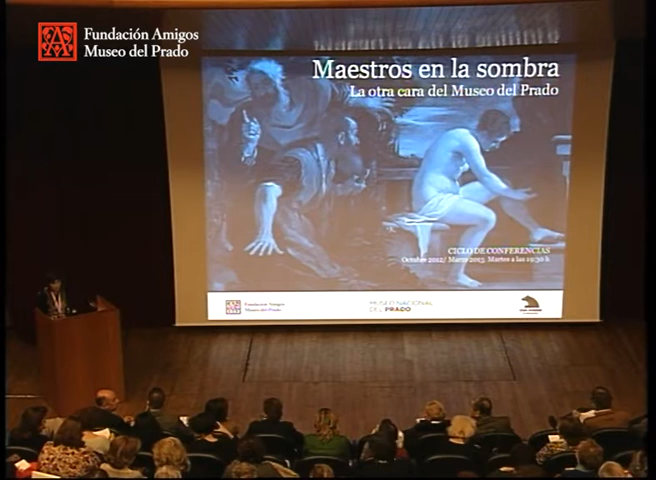 Fundación Amigos
Museo del Prado
Maestros en la sombra
La otra cara del Museo del Prado
CICLO DE CONFERENCIAS
Octubre 2012/ Marzo 2013. Martes a las 19:30 h
Fundación Amigos
Museo del Prado
MUSEO NACIONAL
DEL PRADO